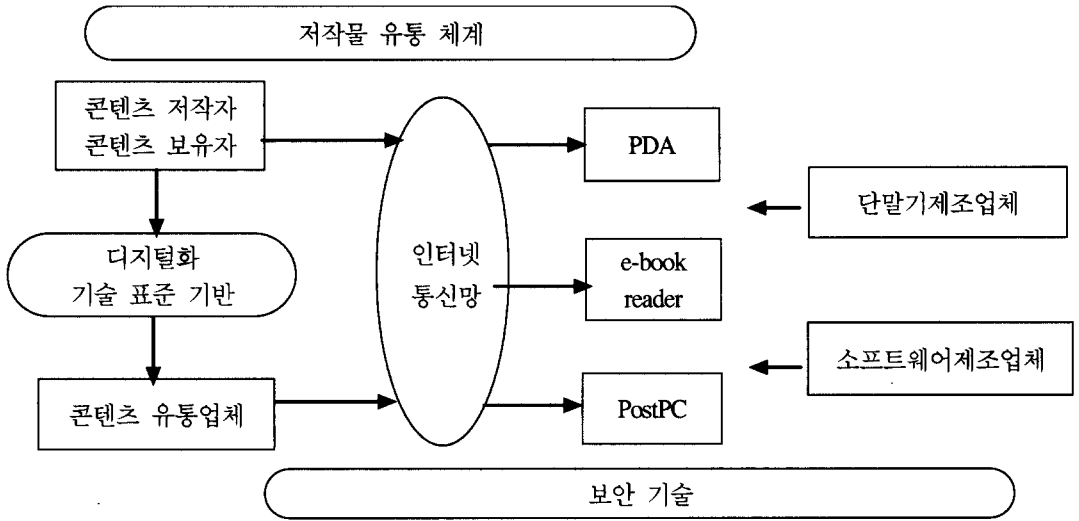 저작물 유통 체계
콘텐츠 저작자
콘텐츠 보유자
디지털화
기술 표준 기반
콘텐츠 유통업체
인터넷
통신망
PDA
e-book
reader
PostPC
단말기제조업체
소프트웨어제조업체
보안 기술